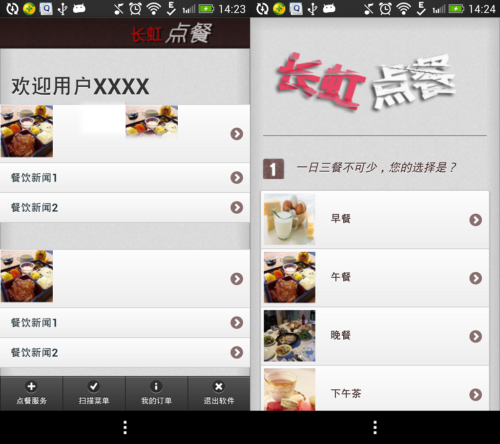 14:23
长虹 点餐
欢迎用户XXXX
餐饮新闻1
餐饮新闻2
餐饮新闻1
餐饮新闻2
点餐服务 扫描菜单 我的订单 退出软件
14:24
长虹 点餐
1 一日三餐不可少，您的选择是？
早餐
午餐
晚餐
下午茶